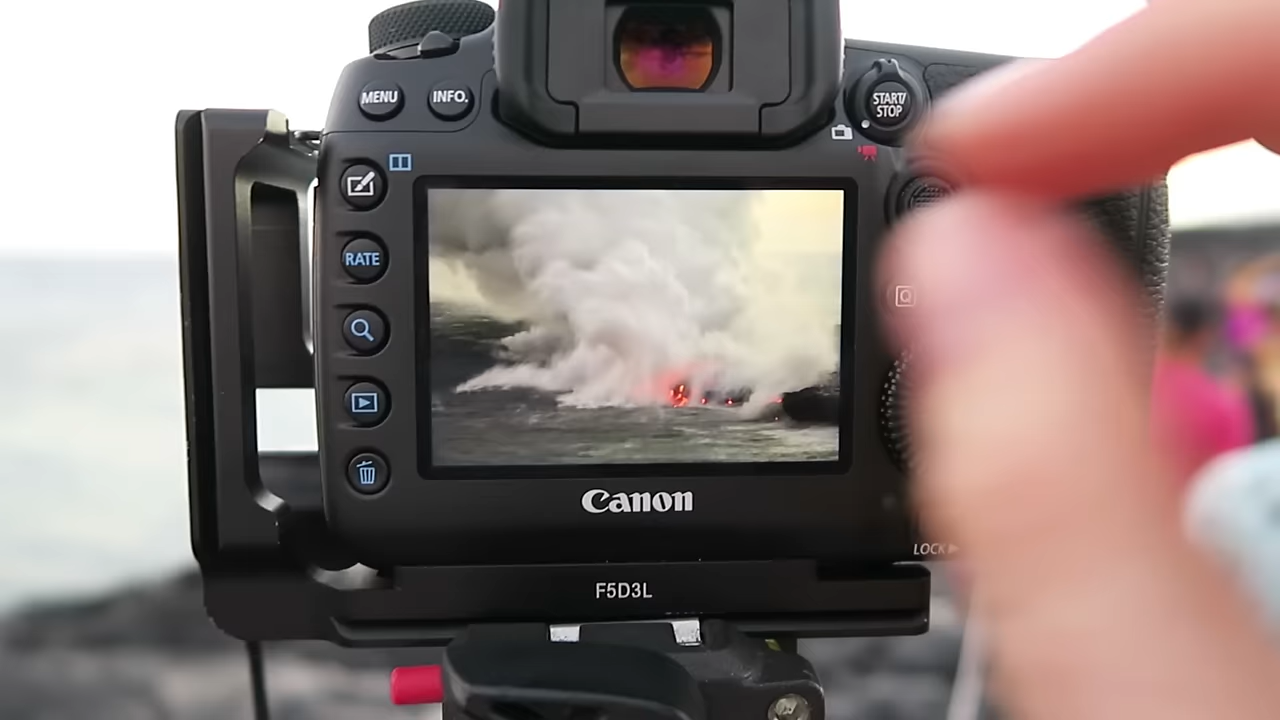 MENU
INFO.
START/
STOP
RATE
Q
Canon
LOCK
F5D3L